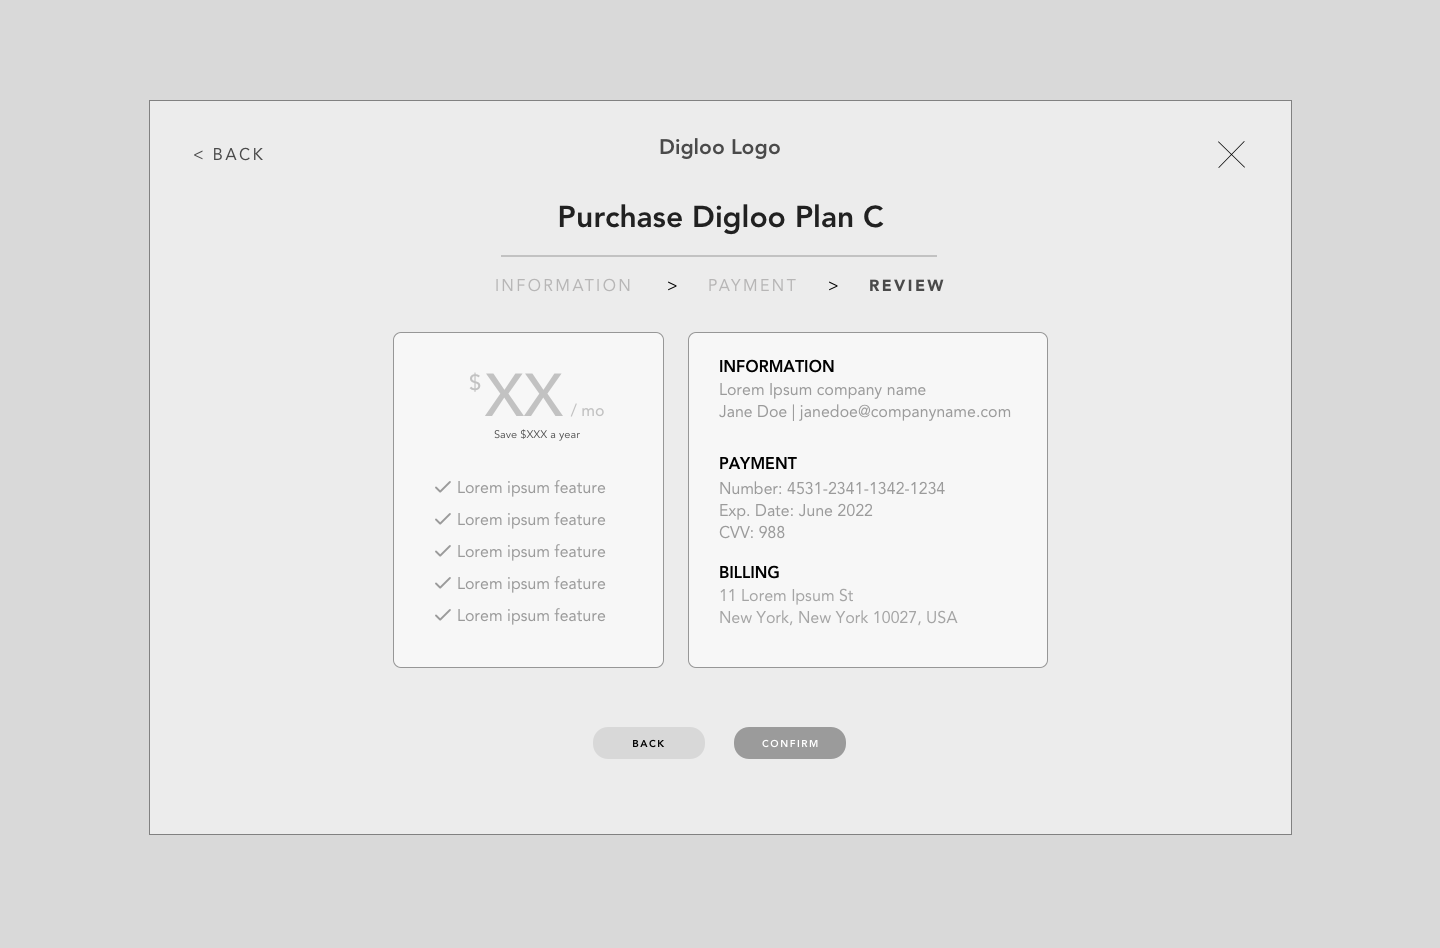 < BACK
Digloo Logo
Purchase Digloo Plan C
INFORMATION > PAYMENT > REVIEW
$XX / mo
Save $XXX a year
Lorem ipsum feature
Lorem ipsum feature
Lorem ipsum feature
Lorem ipsum feature
Lorem ipsum feature
INFORMATION
Lorem Ipsum company name
Jane Doe | janedoe@companyname.com
PAYMENT
Number: 4531-2341-1342-1234
Exp. Date: June 2022
CVV: 988
BILLING
11 Lorem Ipsum St
New York, New York 10027, USA
BACK
CONFIRM